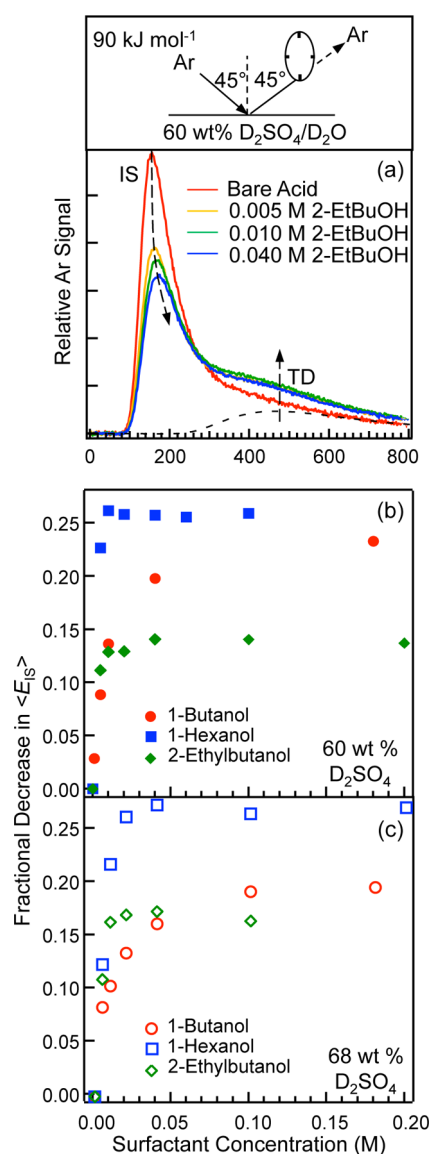 90 kJ mol⁻¹
Ar
45° 45°
Ar
60 wt% D₂SO₄/D₂O
(a)
IS
Bare Acid
0.005 M 2-EtBuOH
0.010 M 2-EtBuOH
0.040 M 2-EtBuOH
TD
Relative Ar Signal
0 200 400 600 800
(b)
0.25
0.20
0.15
0.10
0.05
0.00
1-Butanol
1-Hexanol
2-Ethylbutanol
60 wt %
D₂SO₄
Fractional Decrease in <E_IS>
(c)
0.25
0.20
0.15
0.10
0.05
0.00
1-Butanol
1-Hexanol
2-Ethylbutanol
68 wt %
D₂SO₄
0.00 0.05 0.10 0.15 0.20
Surfactant Concentration (M)